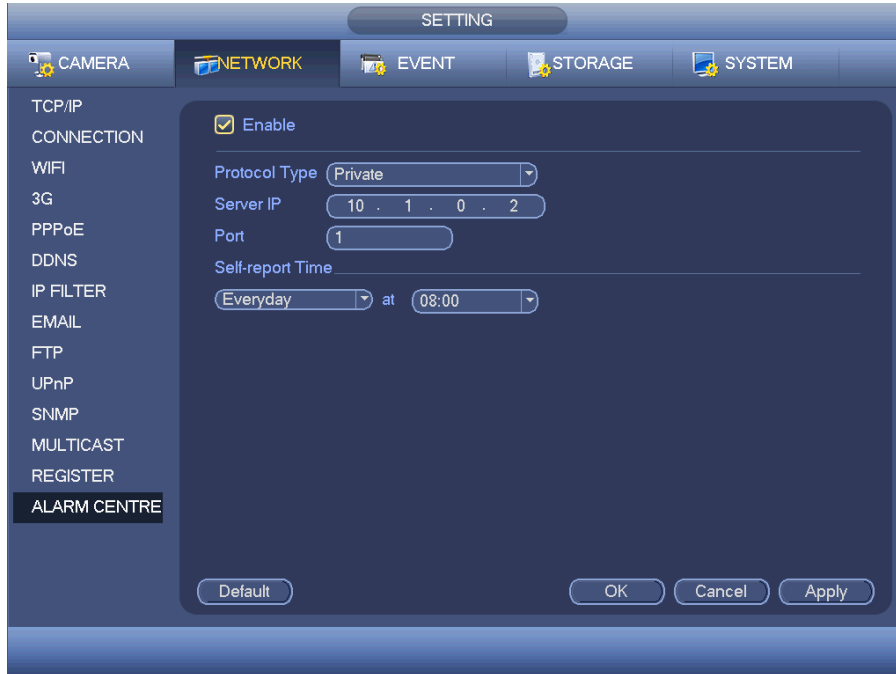 SETTING
CAMERA NETWORK EVENT STORAGE SYSTEM
TCP/IP
CONNECTION
WIFI
3G
PPPoE
DDNS
IP FILTER
EMAIL
FTP
UPnP
SNMP
MULTICAST
REGISTER
ALARM CENTRE
Enable
Protocol Type Private
Server IP 10 . 1 . 0 . 2
Port 1
Self-report Time
Everyday at 08:00
Default OK Cancel Apply